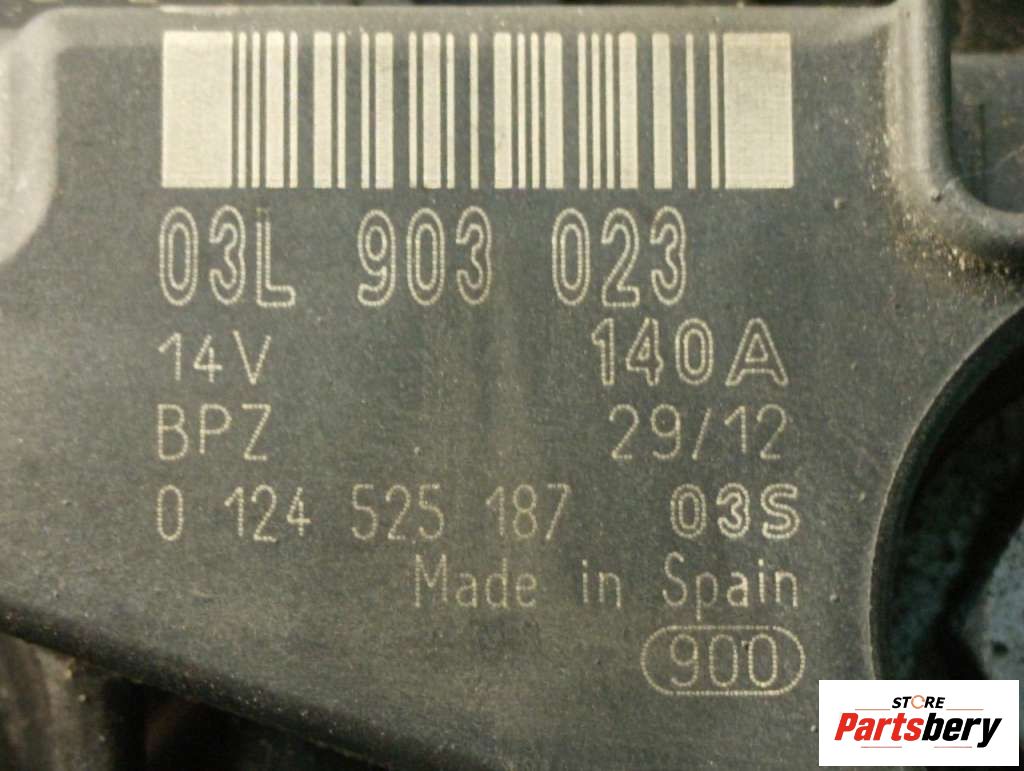 03L 903 023
14V 140A
BPZ 29/12
0 124 525 187 03S
Made in Spain
900
STORE
Partsbery